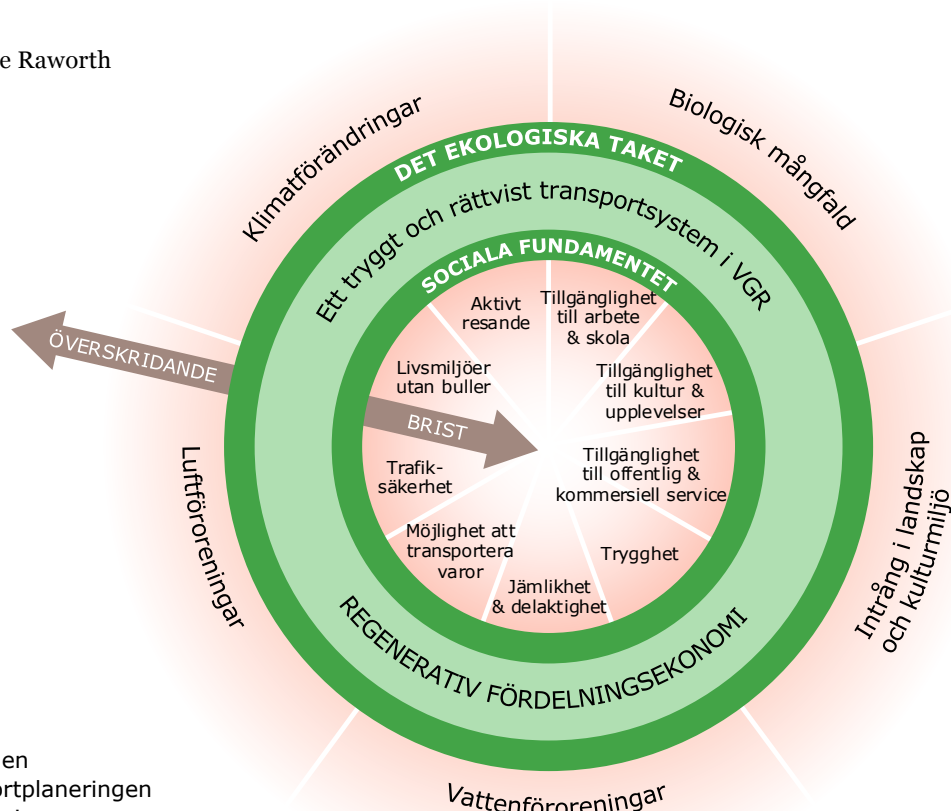 e Raworth
Klimatförändringar
Biologisk mångfald
DET EKOLOGISKA TAKET
Ett tryggt och rättvist transportsystem i VGR
SOCIALA FUNDAMENTET
Aktivt
resande
Tillgänglighet
till arbete
& skola
ÖVERSKRIDANDE
Livsmiljöer
utan buller
Tillgänglighet
till kultur &
upplevelser
BRIST
Tillgänglighet
till offentlig &
kommersiell service
Trafik-
säkerhet
Luftföroreningar
Intrång i landskap
och kulturmiljö
Möjlighet att
transportera
varor
Trygghet
Jämlikhet
& delaktighet
REGENERATIV FÖRDELNINGSEKONOMI
en
ortplaneringen
Vattenföroreningar